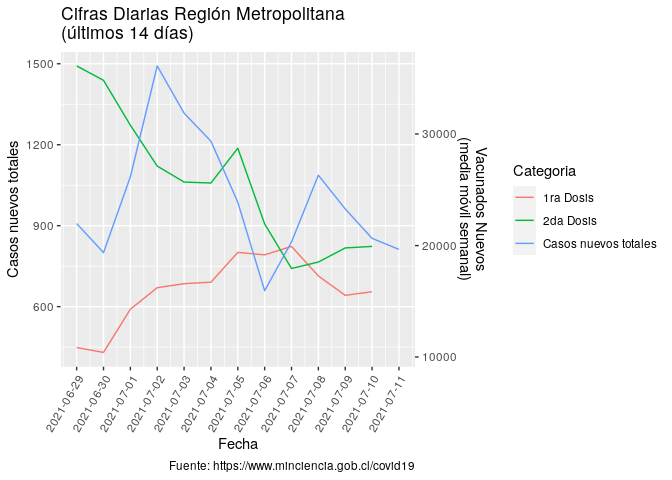 Cifras Diarias Región Metropolitana
(últimos 14 días)
Casos nuevos totales
1500
1200
900
600
30000
20000
10000
Vacunados Nuevos
(media móvil semanal)
2021-06-29
2021-06-30
2021-07-01
2021-07-02
2021-07-03
2021-07-04
2021-07-05
2021-07-06
2021-07-07
2021-07-08
2021-07-09
2021-07-10
2021-07-11
Fecha
Categoria
1ra Dosis
2da Dosis
Casos nuevos totales
Fuente: https://www.minciencia.gob.cl/covid19